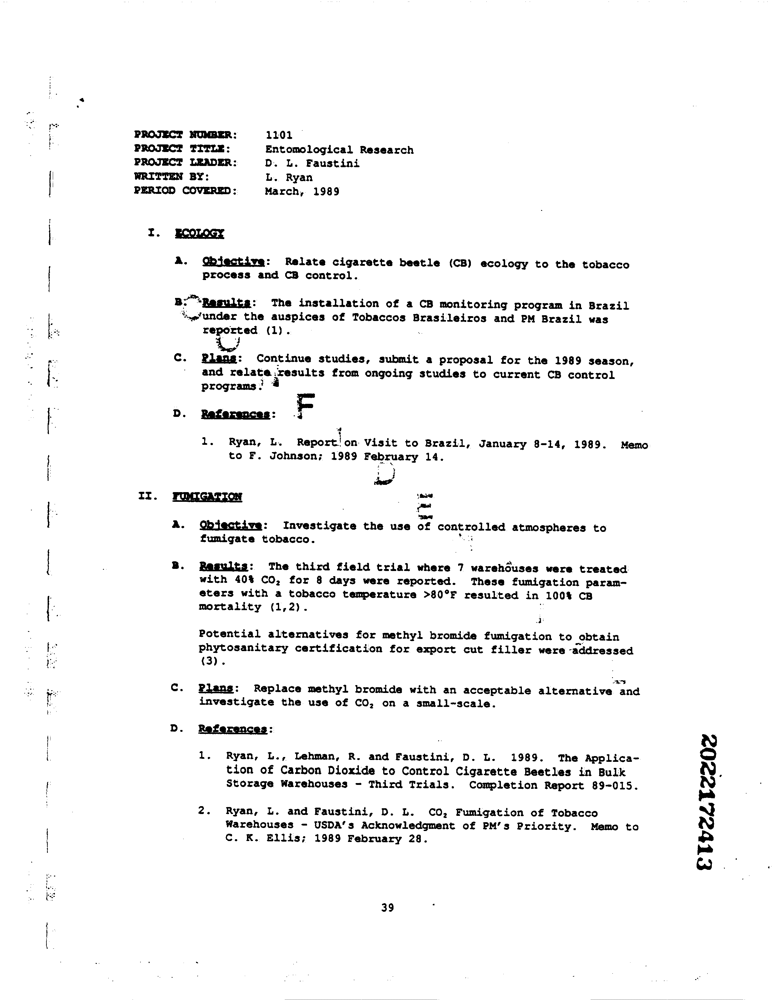 PROJECT NUMBER: 1101
PROJECT TITLE: Entomological Research
PROJECT LEADER: D. L. Faustini
WRITTEN BY: L. Ryan
PERIOD COVERED: March, 1989
I. ECOLOGY
A. Objective: Relate cigarette beetle (CB) ecology to the tobacco
process and CB control.
B. Results: The installation of a CB monitoring program in Brazil
under the auspices of Tobaccos Brasileiros and PM Brazil was
reported (1).
C. Plans: Continue studies, submit a proposal for the 1989 season,
and relate results from ongoing studies to current CB control
programs.
D. References:
F
1. Ryan, L. Report on Visit to Brazil, January 8-14, 1989. Memo
to F. Johnson; 1989 February 14.
D
E
II. FUMIGATION
A. Objective: Investigate the use of controlled atmospheres to
fumigate tobacco.
B. Results: The third field trial where 7 warehouses were treated
with 40% CO₂ for 8 days were reported. These fumigation param-
eters with a tobacco temperature >80°F resulted in 100% CB
mortality (1,2).
Potential alternatives for methyl bromide fumigation to obtain
phytosanitary certification for export cut filler were addressed
(3).
C. Plans: Replace methyl bromide with an acceptable alternative and
investigate the use of CO₂ on a small-scale.
D. References:
1. Ryan, L., Lehman, R. and Faustini, D. L. 1989. The Applica-
tion of Carbon Dioxide to Control Cigarette Beetles in Bulk
Storage Warehouses - Third Trials. Completion Report 89-015.
2. Ryan, L. and Faustini, D. L. CO₂ Fumigation of Tobacco
Warehouses - USDA's Acknowledgment of PM's Priority. Memo to
C. K. Ellis; 1989 February 28.
39
2022172413